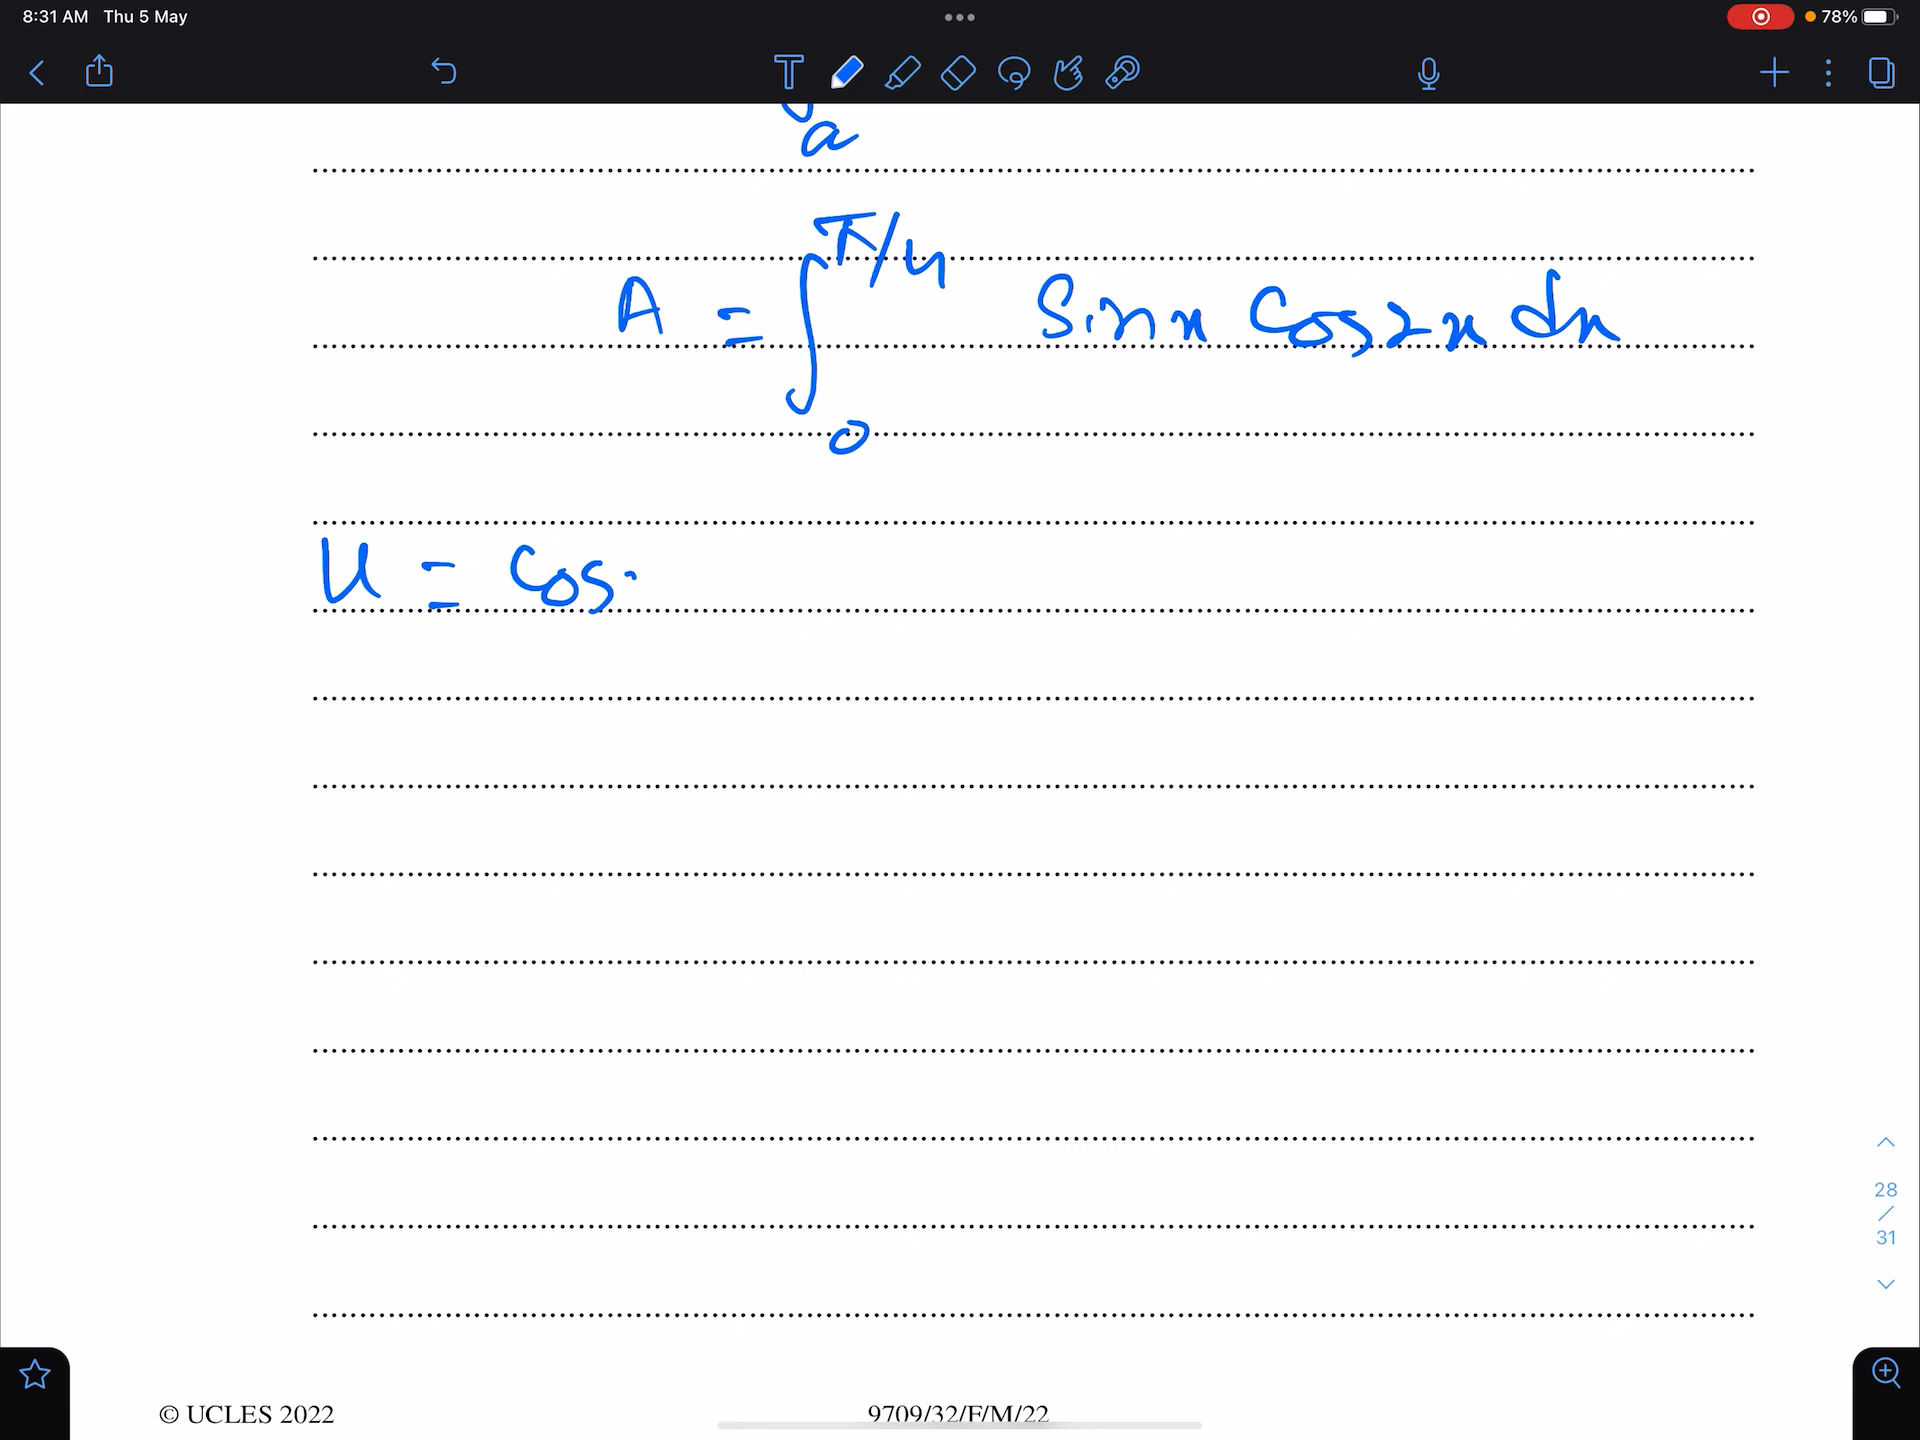 8:31 AM Thu 5 May
78%
a
A = ∫ π/4 0 Sin x Cos 2x dx
U = Cos
28
/
31
© UCLES 2022
9709/32/F/M/22